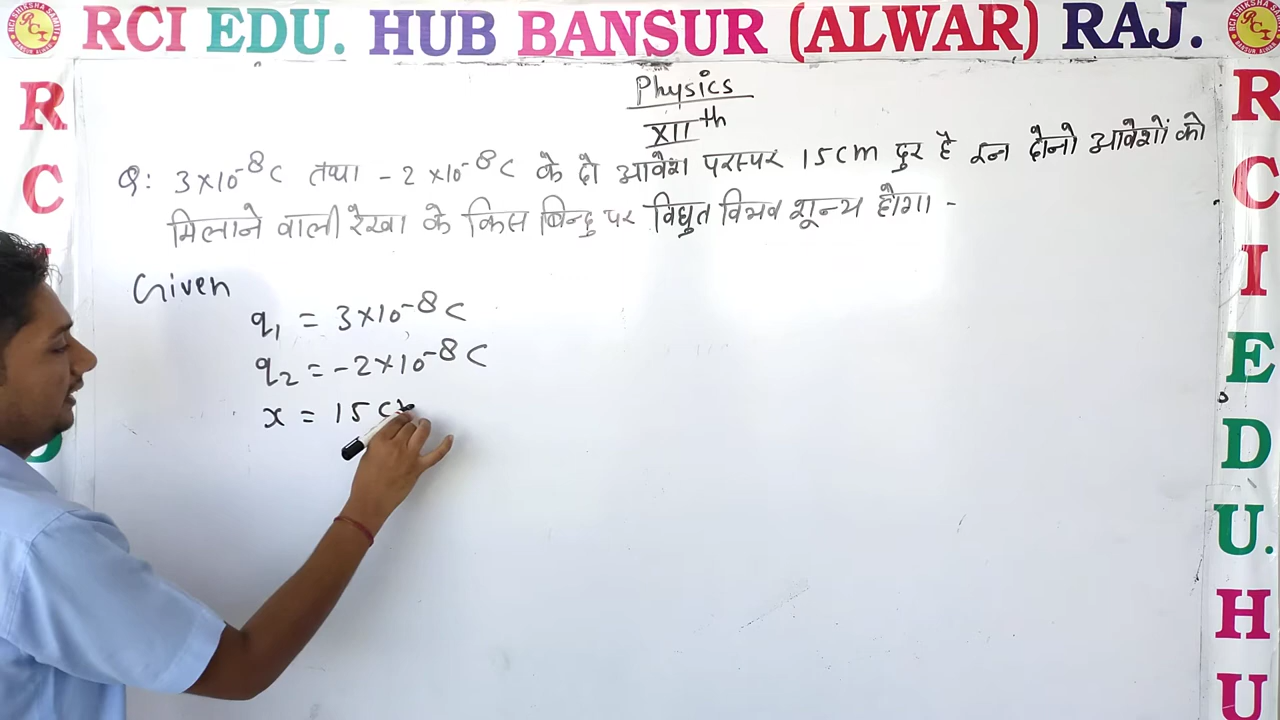 RCI EDU. HUB BANSUR (ALWAR) RAJ.
Physics
XIIth
Q: 3×10⁻⁸C तथा -2×10⁻⁸C के दो आवेश परस्पर 15cm दुर है इन दोनो आवेशों को
मिलाने वाली रेखा के किस बिन्दु पर विधुत विभव शून्य होगा -
Given
q₁ = 3×10⁻⁸C
q₂ = -2×10⁻⁸C
x = 15 c
R
C
I
E
D
U.
H
U
R
C